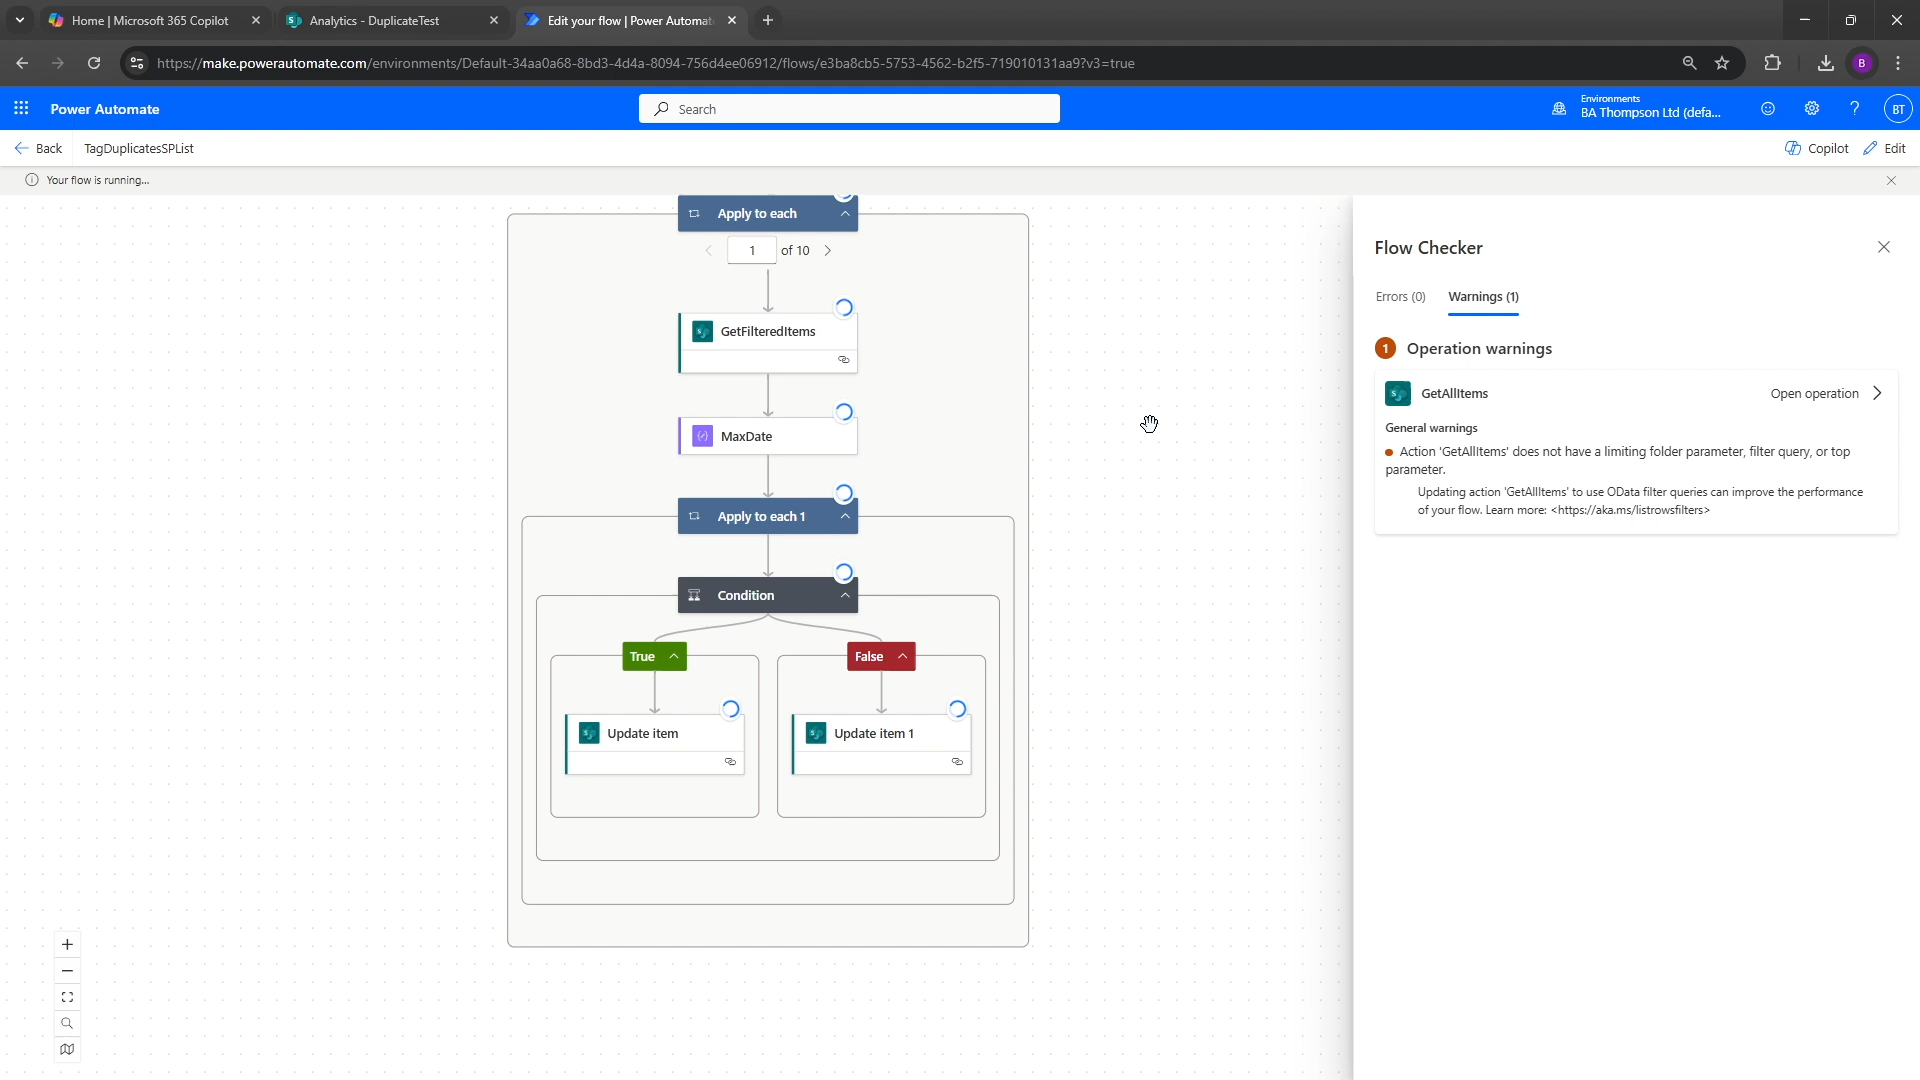 Home | Microsoft 365 Copilot
Analytics - DuplicateTest
Edit your flow | Power Automat
https://make.powerautomate.com/environments/Default-34aa0a68-8bd3-4d4a-8094-756d4ee06912/flows/e3ba8cb5-5753-4562-b2f5-719010131aa9?v3=true
B
Power Automate
Search
Environments
BA Thompson Ltd (defa...
BT
Back
TagDuplicatesSPList
Copilot
Edit
Your flow is running...
Apply to each
1 of 10
GetFilteredItems
MaxDate
Apply to each 1
Condition
True
False
Update item
Update item 1
Flow Checker
Errors (0)
Warnings (1)
1 Operation warnings
GetAllItems
Open operation
General warnings
Action 'GetAllItems' does not have a limiting folder parameter, filter query, or top
parameter.
Updating action 'GetAllItems' to use OData filter queries can improve the performance
of your flow. Learn more: <https://aka.ms/listrowsfilters>